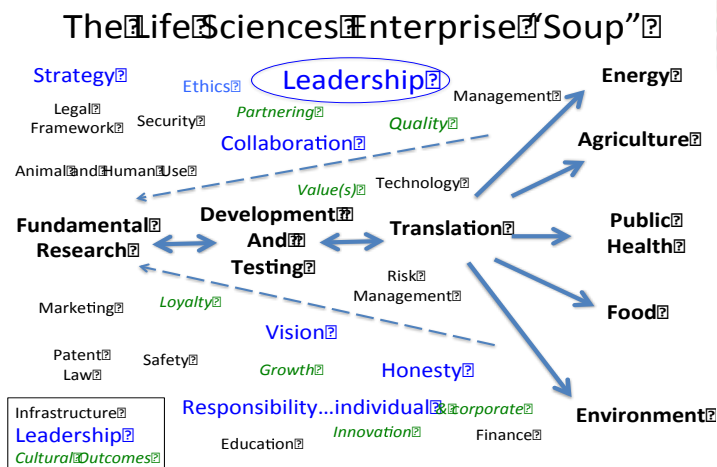 The Life Sciences Enterprise "Soup"
Strategy
Ethics
Leadership
Energy
Management
Legal
Framework
Security
Partnering
Quality
Collaboration
Agriculture
Animal and Human Use
Value(s)
Technology
Fundamental
Research
Development
And
Testing
Translation
Public
Health
Risk
Management
Marketing
Loyalty
Food
Vision
Patent
Law
Safety
Growth
Honesty
Infrastructure
Leadership
Cultural Outcomes
Responsibility...individual & corporate
Education
Innovation
Finance
Environment